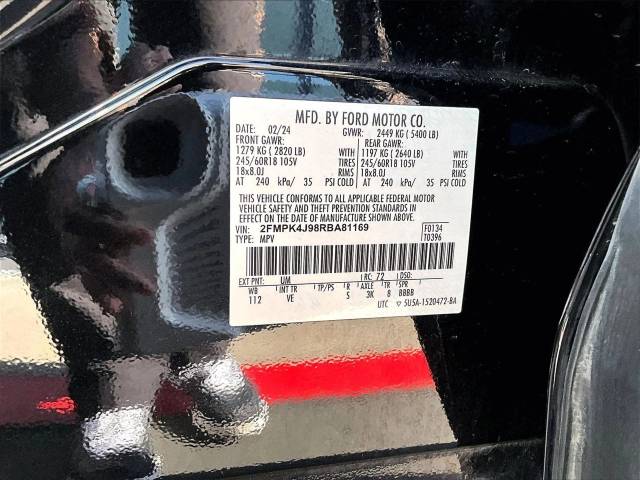 MFD. BY FORD MOTOR CO.
DATE: 02/24 GVWR: 2449 KG ( 5400 LB)
FRONT GAWR: REAR GAWR:
1279 KG ( 2820 LB) WITH 1197 KG ( 2640 LB) WITH
245/60R18 105V TIRES 245/60R18 105V TIRES
18x8.0J RIMS 18x8.0J RIMS
AT 240 kPa/ 35 PSI COLD AT 240 kPa/ 35 PSI COLD
THIS VEHICLE CONFORMS TO ALL APPLICABLE FEDERAL MOTOR
VEHICLE SAFETY AND THEFT PREVENTION STANDARDS IN
EFFECT ON THE DATE OF MANUFACTURE SHOWN ABOVE.
VIN: 2FMPK4J98RBA81169 F0134
TYPE: MPV T0396
EXT PNT: UM RC: 72 DSO:
WB INT TR TP/PS R AXLE TR SPR
112 VE S 3K 8 BBBB
UTC 5U5A-1520472-BA